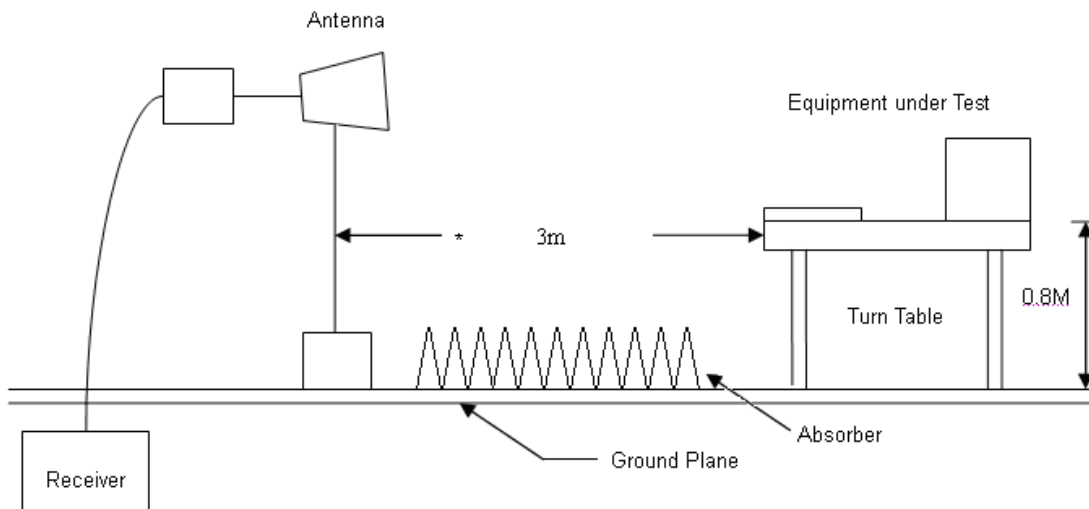 Antenna
Equipment under Test
* 3m
0.8M
Turn Table
Absorber
Ground Plane
Receiver